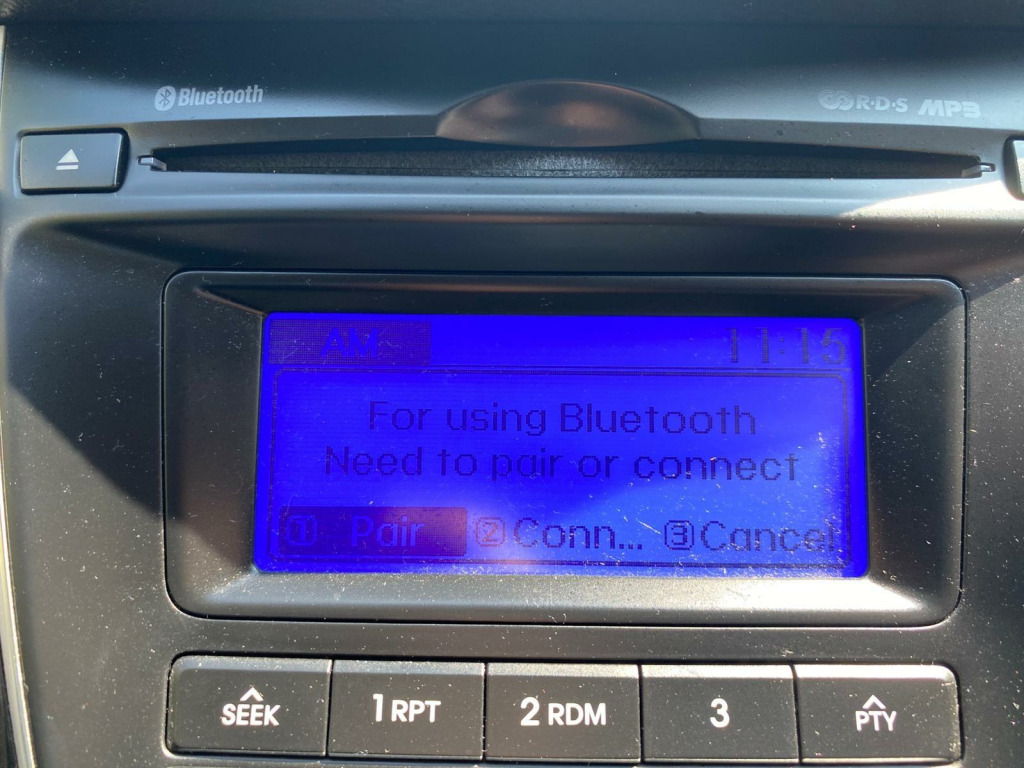 Bluetooth
R·D·S MP3
AM 11:15
For using Bluetooth
Need to pair or connect
1 Pair 2 Conn... 3 Cancel
SEEK 1 RPT 2 RDM 3 PTY